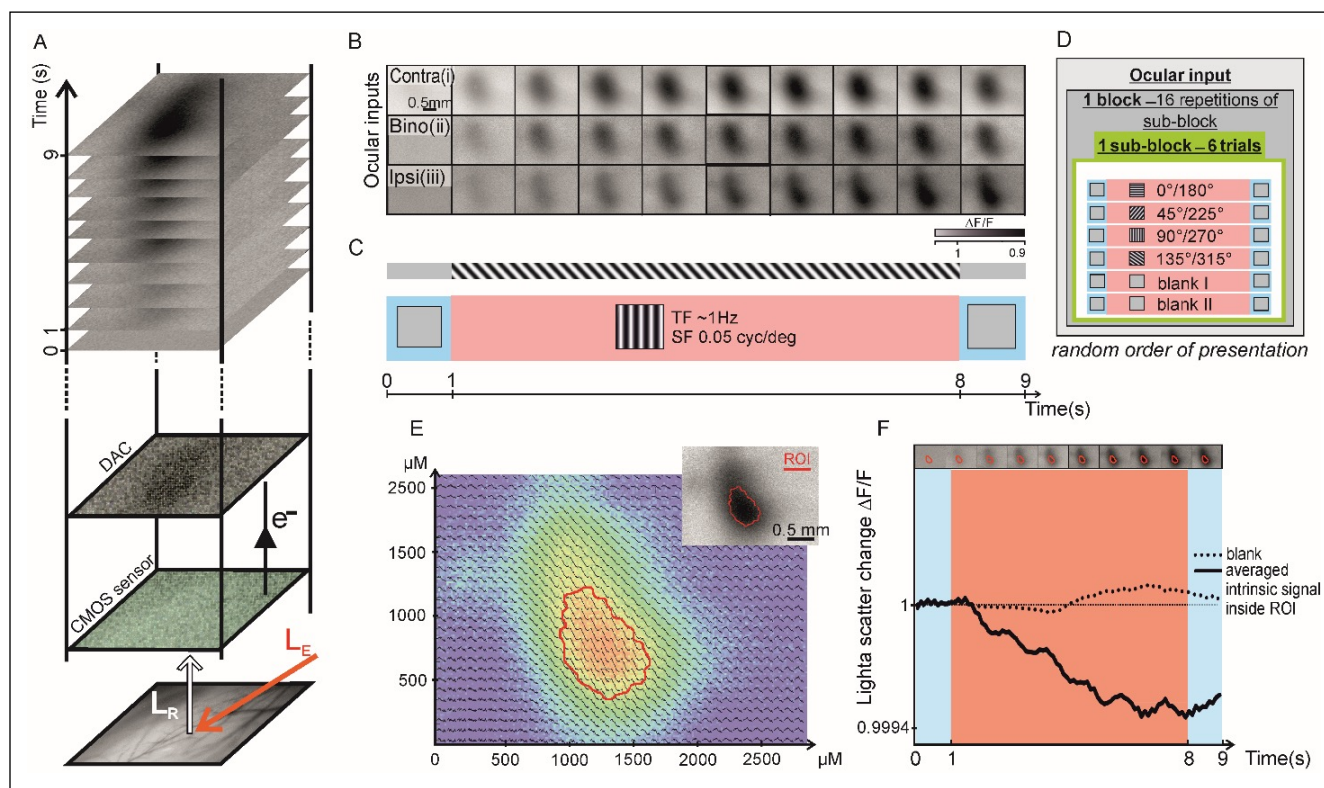 A
Time (s)
9
1
0
DAC
e-
CMOS sensor
L_E
L_R
B
Ocular inputs
Contra(i)
0.5mm
Bino(ii)
Ipsi(iii)
ΔF/F
1 0.9
C
TF ~1Hz
SF 0.05 cyc/deg
0 1 8 9
Time(s)
D
Ocular input
1 block –16 repetitions of
sub-block
1 sub-block – 6 trials
0°/180°
45°/225°
90°/270°
135°/315°
blank I
blank II
random order of presentation
E
µM
2500
1500
1000
500
0 500 1000 1500 2000 2500
µM
ROI
0.5 mm
F
Lighta scatter change ΔF/F
1
0.9994
0 1 8 9
Time(s)
blank
averaged
intrinsic signal
inside ROI